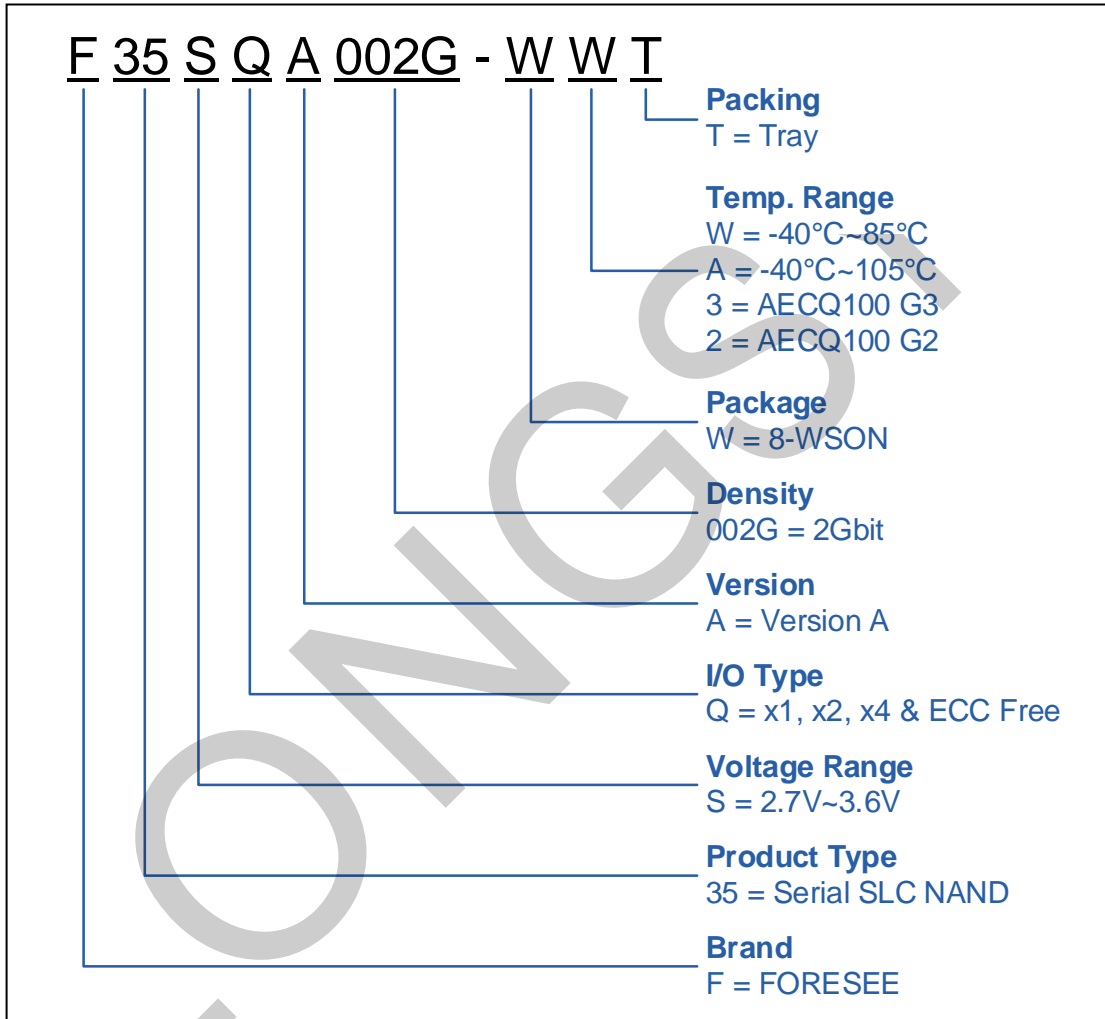 F 35 S Q A 002G - W W T
Packing
T = Tray
Temp. Range
W = -40°C~85°C
A = -40°C~105°C
3 = AECQ100 G3
2 = AECQ100 G2
Package
W = 8-WSON
Density
002G = 2Gbit
Version
A = Version A
I/O Type
Q = x1, x2, x4 & ECC Free
Voltage Range
S = 2.7V~3.6V
Product Type
35 = Serial SLC NAND
Brand
F = FORESEE
ONGS